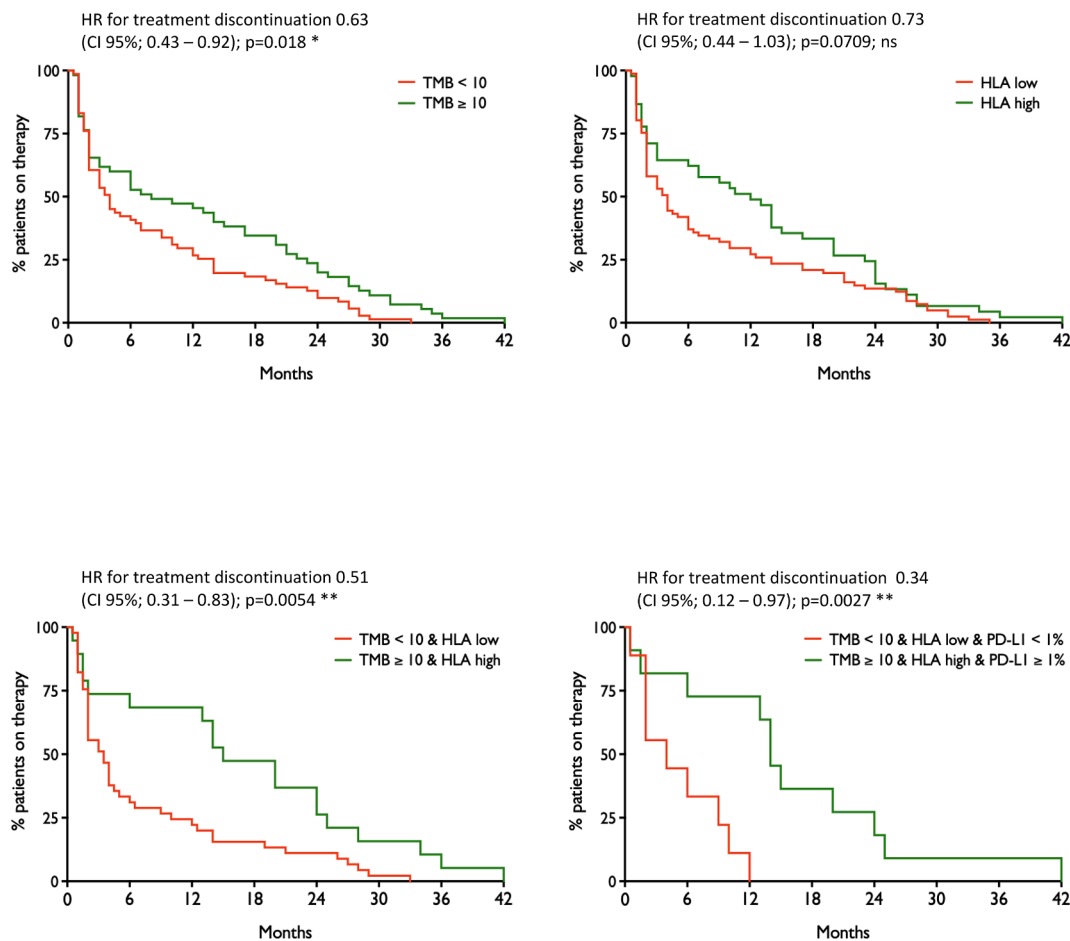 HR for treatment discontinuation 0.63
(CI 95%; 0.43 – 0.92); p=0.018 *
100
75
50
25
0
% patients on therapy
TMB < 10
TMB ≥ 10
0 6 12 18 24 30 36 42
Months
HR for treatment discontinuation 0.73
(CI 95%; 0.44 – 1.03); p=0.0709; ns
100
75
50
25
0
% patients on therapy
HLA low
HLA high
0 6 12 18 24 30 36 42
Months
HR for treatment discontinuation 0.51
(CI 95%; 0.31 – 0.83); p=0.0054 **
100
75
50
25
0
% patients on therapy
TMB < 10 & HLA low
TMB ≥ 10 & HLA high
0 6 12 18 24 30 36 42
Months
HR for treatment discontinuation 0.34
(CI 95%; 0.12 – 0.97); p=0.0027 **
100
75
50
25
0
% patients on therapy
TMB < 10 & HLA low & PD-L1 < 1%
TMB ≥ 10 & HLA high & PD-L1 ≥ 1%
0 6 12 18 24 30 36 42
Months